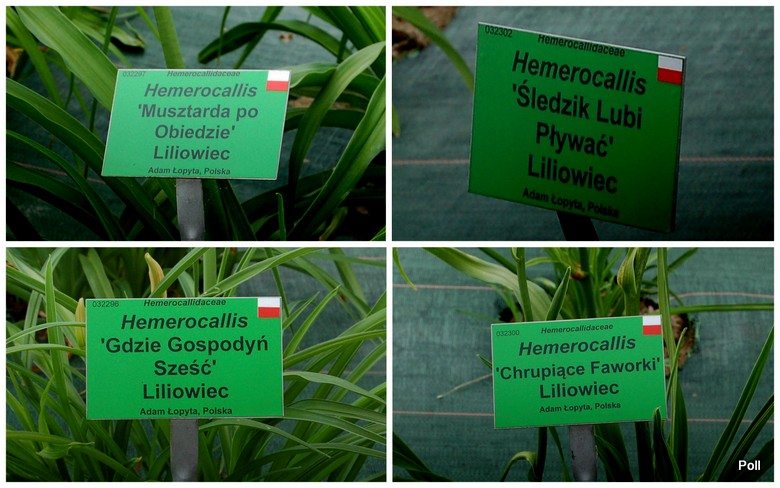 032297
Hemerocallidaceae
Hemerocallis
'Musztarda po
Obiedzie'
Liliowiec
Adam Łopyta, Polska
032302
Hemerocallidaceae
Hemerocallis
'Śledzik Lubi
Pływać'
Liliowiec
Adam Łopyta, Polska
032296
Hemerocallidaceae
Hemerocallis
'Gdzie Gospodyń
Sześć'
Liliowiec
Adam Łopyta, Polska
032300
Hemerocallidaceae
Hemerocallis
'Chrupiące Faworki'
Liliowiec
Adam Łopyta, Polska
Poll